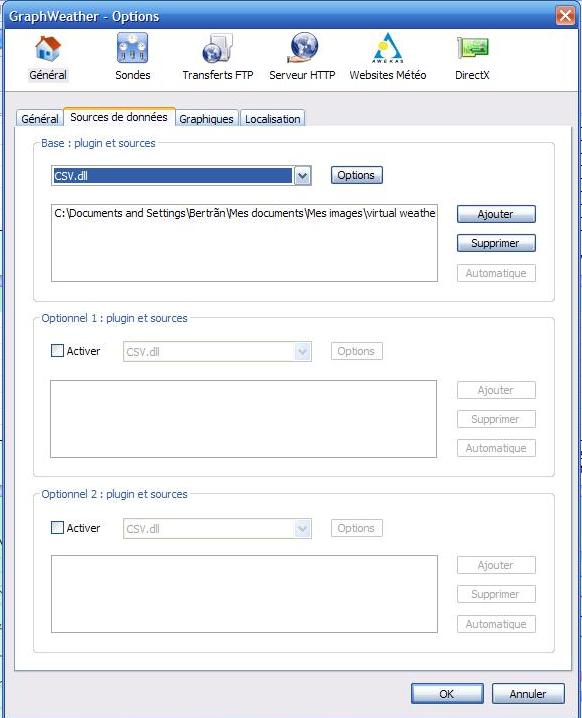 GraphWeather - Options
Général
Sondes
Transferts FTP
Serveur HTTP
AWEKAS
Websites Météo
DirectX
Général
Sources de données
Graphiques
Localisation
Base : plugin et sources
CSV.dll
Options
C:\Documents and Settings\Bertrãn\Mes documents\Mes images\virtual weathe
Ajouter
Supprimer
Automatique
Optionnel 1 : plugin et sources
Activer
CSV.dll
Options
Ajouter
Supprimer
Automatique
Optionnel 2 : plugin et sources
Activer
CSV.dll
Options
Ajouter
Supprimer
Automatique
OK
Annuler